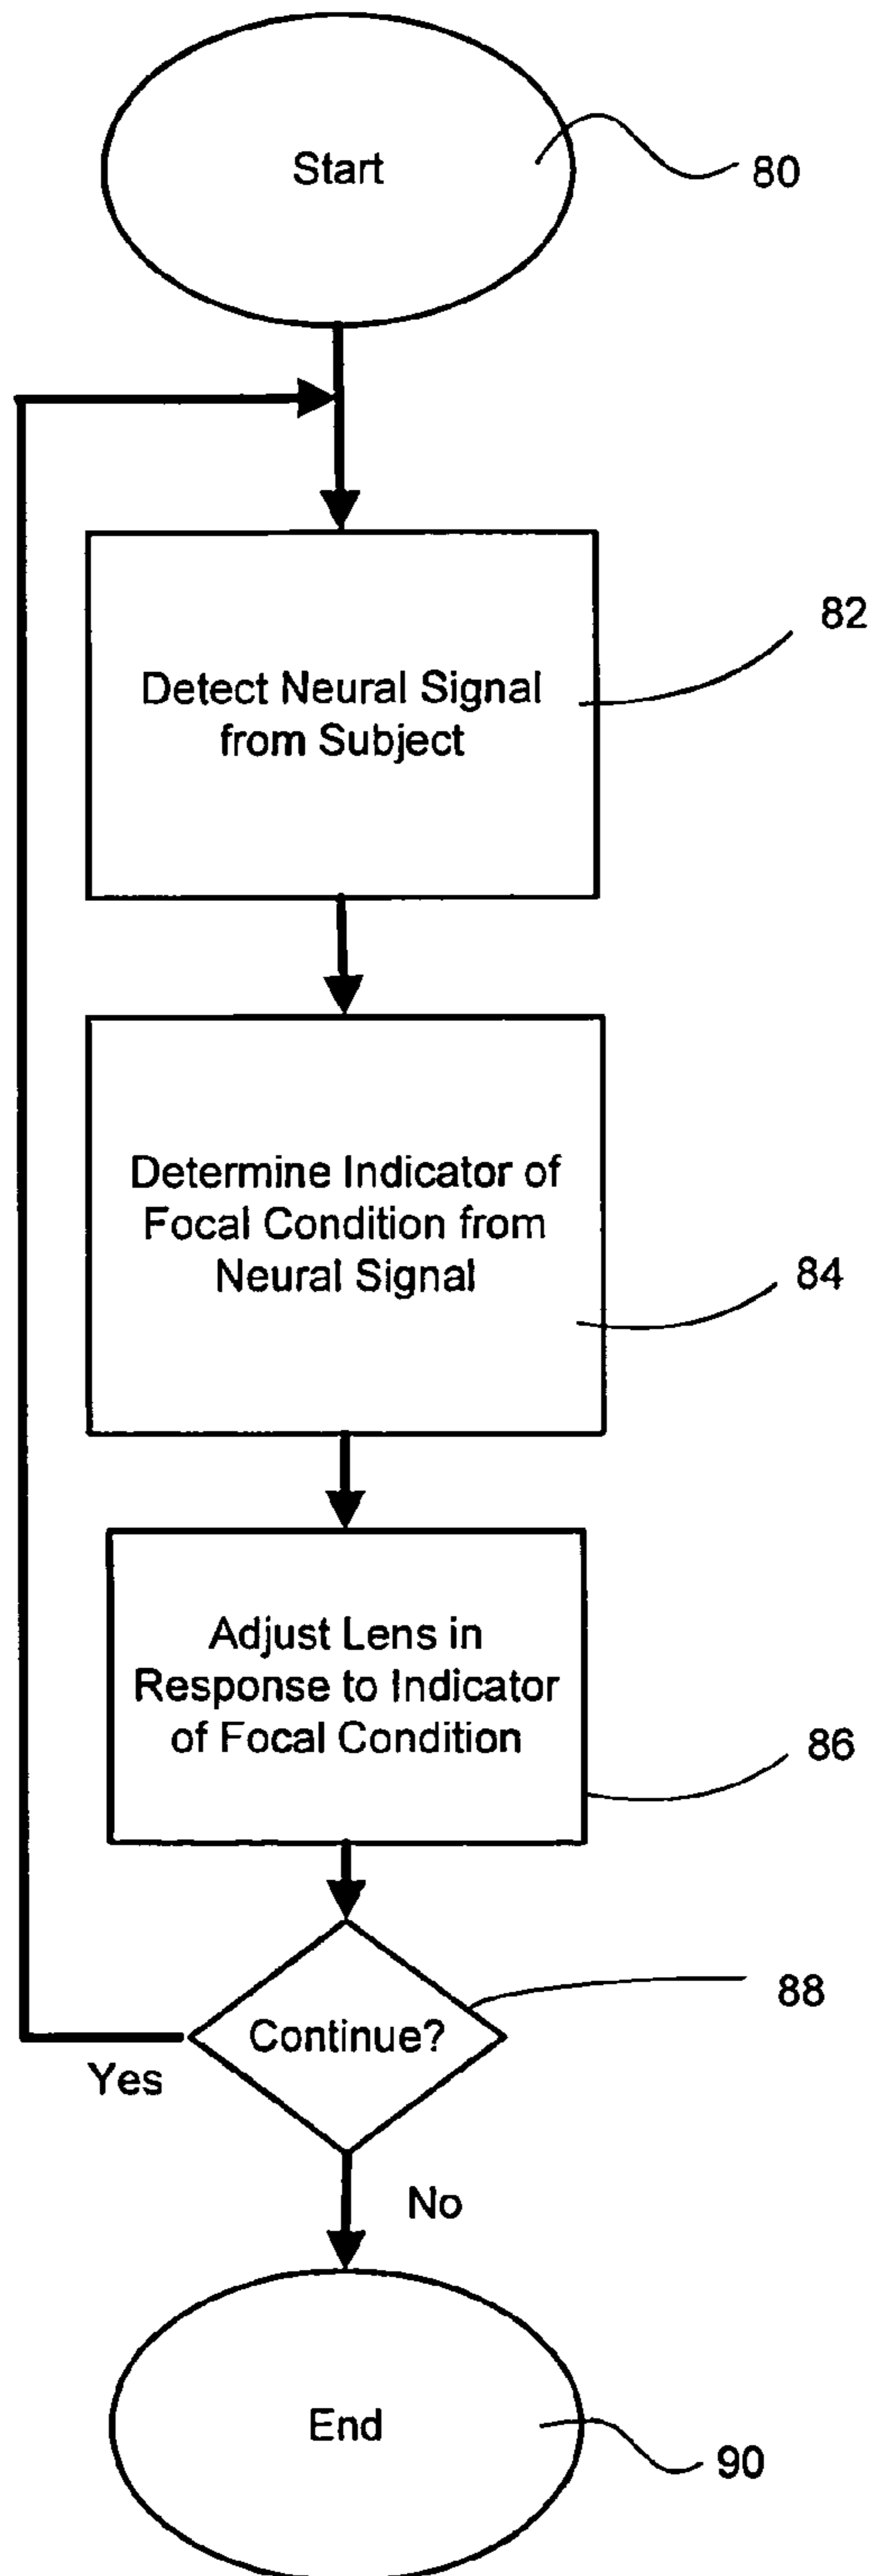 Start
80
Detect Neural Signal
from Subject
82
Determine Indicator of
Focal Condition from
Neural Signal
84
Adjust Lens in
Response to Indicator
of Focal Condition
86
Continue?
88
Yes
No
End
90